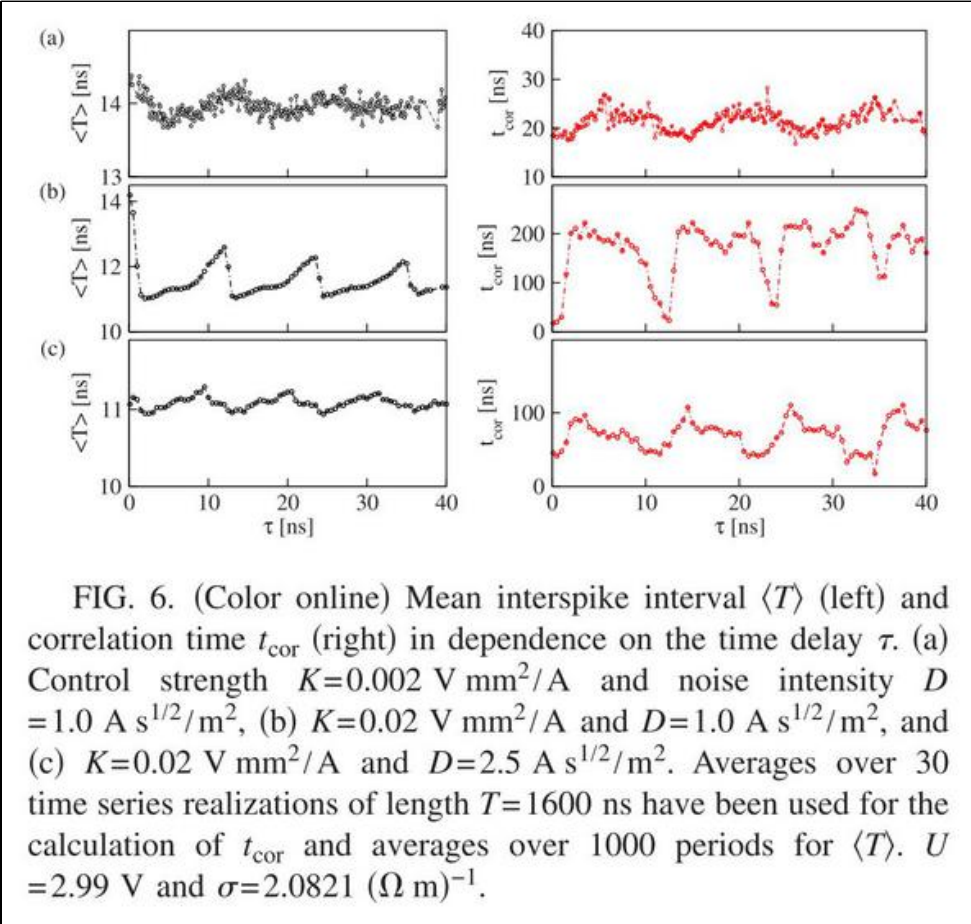 (a)
<T> [ns]
14
13
t_cor [ns]
40
30
20
10
(b)
<T> [ns]
14
12
10
t_cor [ns]
200
100
0
(c)
<T> [ns]
11
10
0 10 20 30 40
τ [ns]
t_cor [ns]
100
0
0 10 20 30 40
τ [ns]
FIG. 6. (Color online) Mean interspike interval ⟨T⟩ (left) and
correlation time t_cor (right) in dependence on the time delay τ. (a)
Control strength K=0.002 V mm²/A and noise intensity D
=1.0 A s^1/2/m², (b) K=0.02 V mm²/A and D=1.0 A s^1/2/m², and
(c) K=0.02 V mm²/A and D=2.5 A s^1/2/m². Averages over 30
time series realizations of length T=1600 ns have been used for the
calculation of t_cor and averages over 1000 periods for ⟨T⟩. U
=2.99 V and σ=2.0821 (Ω m)⁻¹.